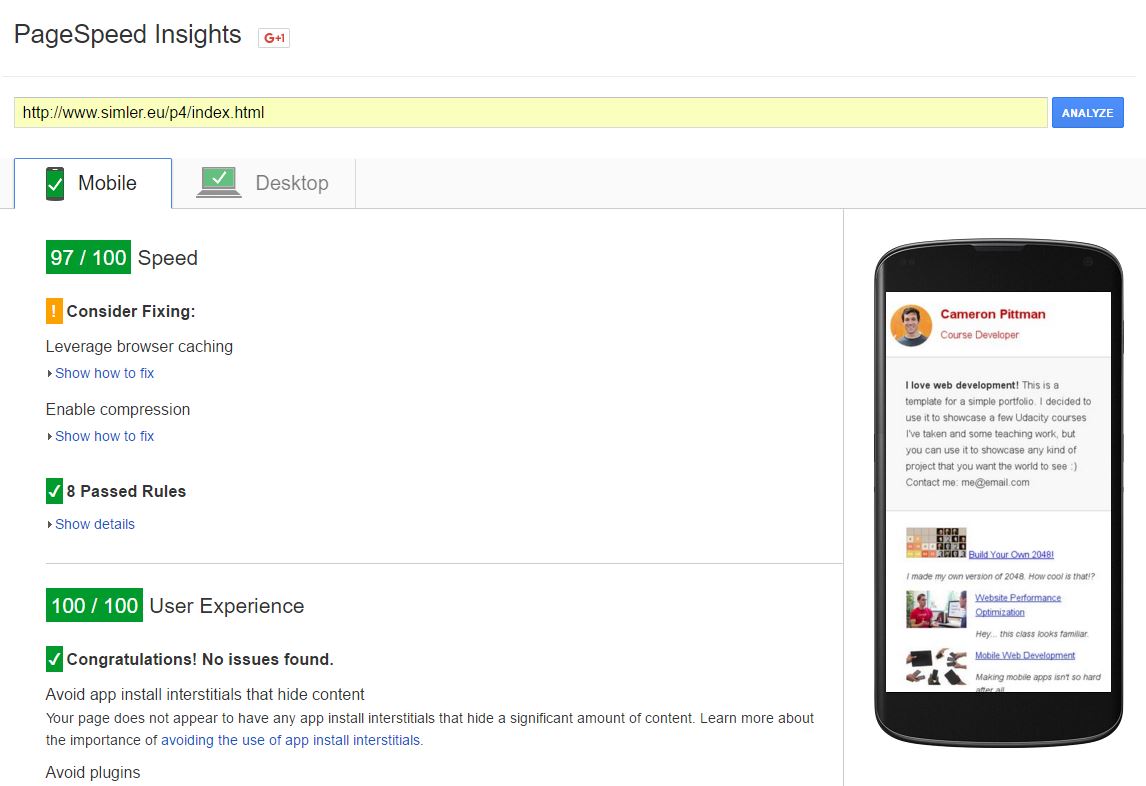 PageSpeed Insights G+1
http://www.simler.eu/p4/index.html
ANALYZE
Mobile
Desktop
97 / 100 Speed
! Consider Fixing:
Leverage browser caching
Show how to fix
Enable compression
Show how to fix
8 Passed Rules
Show details
100 / 100 User Experience
Congratulations! No issues found.
Avoid app install interstitials that hide content
Your page does not appear to have any app install interstitials that hide a significant amount of content. Learn more about
the importance of avoiding the use of app install interstitials.
Avoid plugins
Cameron Pittman
Course Developer
I love web development! This is a
template for a simple portfolio. I decided to
use it to showcase a few Udacity courses
I've taken and some teaching work, but
you can use it to showcase any kind of
project that you want the world to see :)
Contact me: me@email.com
Build Your Own 2048!
I made my own version of 2048. How cool is that!?
Website Performance
Optimization
Hey... this class looks familiar.
Mobile Web Development
Making mobile apps isn't so hard
after all